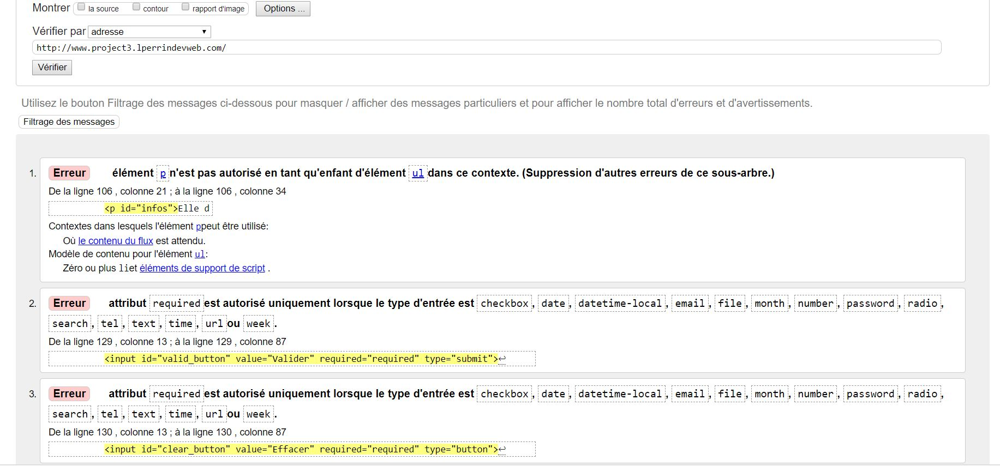 Montrer la source contour rapport d'image Options ...
Vérifier par adresse
http://www.project3.lperrindevweb.com/
Vérifier
Utilisez le bouton Filtrage des messages ci-dessous pour masquer / afficher des messages particuliers et pour afficher le nombre total d'erreurs et d'avertissements.
Filtrage des messages
1. Erreur élément p n'est pas autorisé en tant qu'enfant d'élément ul dans ce contexte. (Suppression d'autres erreurs de ce sous-arbre.)
De la ligne 106 , colonne 21 ; à la ligne 106 , colonne 34
<p id="infos">Elle d
Contextes dans lesquels l'élément ppeut être utilisé:
Où le contenu du flux est attendu.
Modèle de contenu pour l'élément ul:
Zéro ou plus liet éléments de support de script .
2. Erreur attribut required est autorisé uniquement lorsque le type d'entrée est checkbox, date, datetime-local, email, file, month, number, password, radio,
search, tel, text, time, url ou week.
De la ligne 129 , colonne 13 ; à la ligne 129 , colonne 87
<input id="valid_button" value="Valider" required="required" type="submit">↩
3. Erreur attribut required est autorisé uniquement lorsque le type d'entrée est checkbox, date, datetime-local, email, file, month, number, password, radio,
search, tel, text, time, url ou week.
De la ligne 130 , colonne 13 ; à la ligne 130 , colonne 87
<input id="clear_button" value="Effacer" required="required" type="button">↩